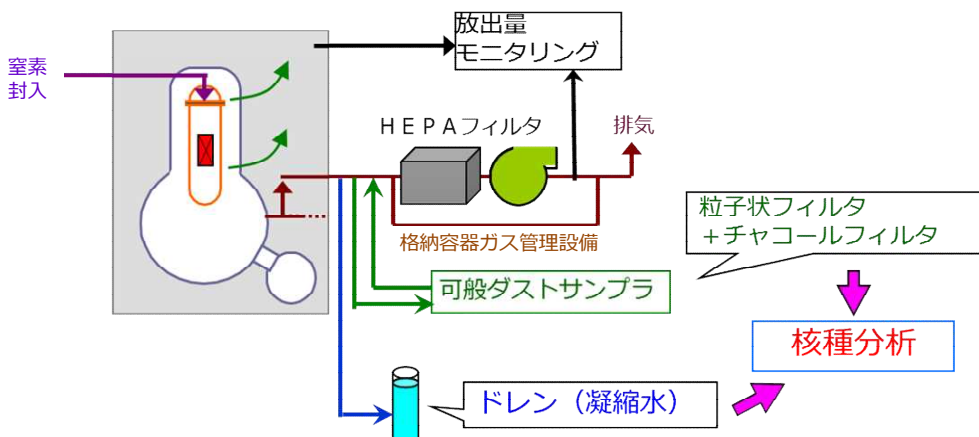 放出量
モニタリング
窒素
封入
ＨＥＰＡフィルタ
排気
粒子状フィルタ
＋チャコールフィルタ
格納容器ガス管理設備
可般ダストサンプラ
核種分析
ドレン（凝縮水）